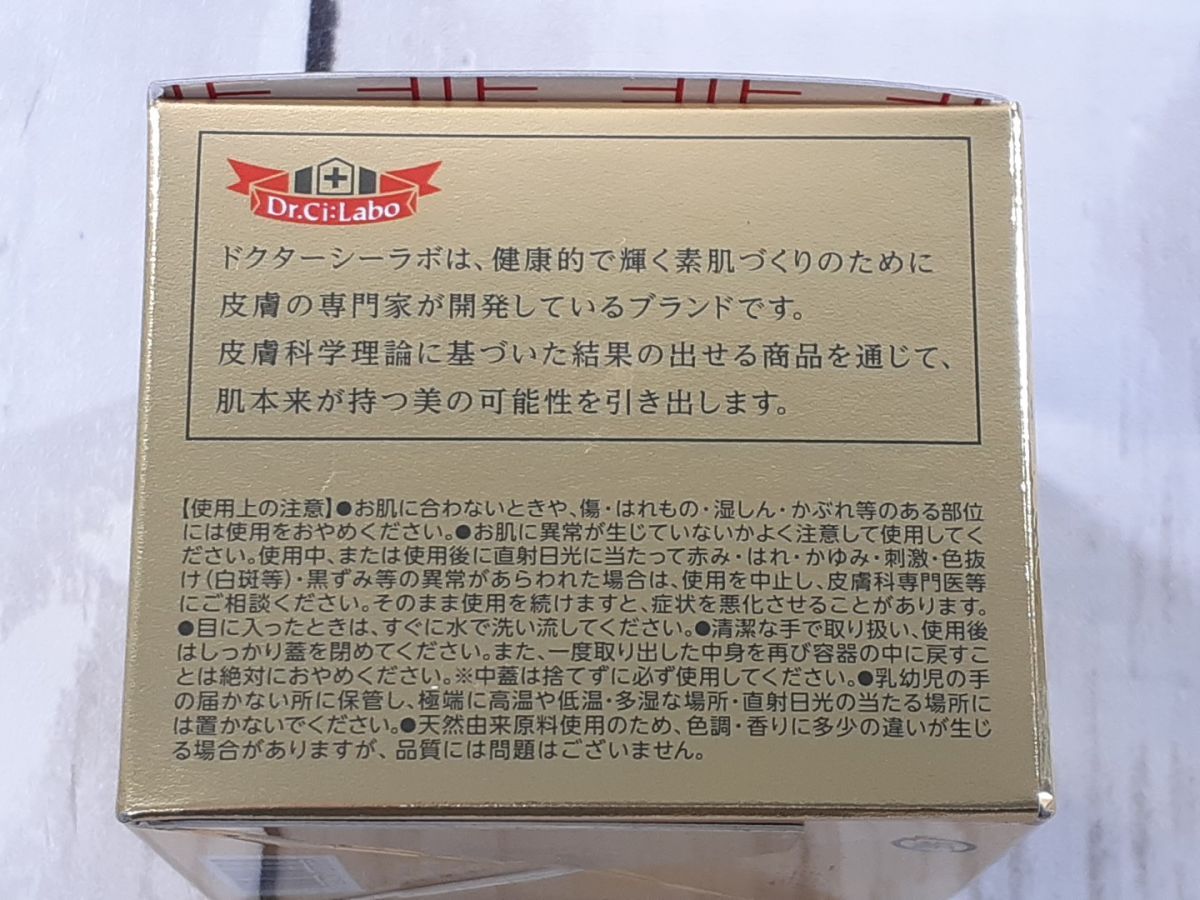 Dr.Ci:Labo
ドクターシーラボは、健康的で輝く素肌づくりのために
皮膚の専門家が開発しているブランドです。
皮膚科学理論に基づいた結果の出せる商品を通じて、
肌本来が持つ美の可能性を引き出します。
【使用上の注意】●お肌に合わないときや、傷・はれもの・湿しん・かぶれ等のある部位
には使用をおやめください。●お肌に異常が生じていないかよく注意して使用してく
ださい。使用中、または使用後に直射日光に当たって赤み・はれ・かゆみ・刺激・色抜
け（白斑等）・黒ずみ等の異常があらわれた場合は、使用を中止し、皮膚科専門医等
にご相談ください。そのまま使用を続けますと、症状を悪化させることがあります。
●目に入ったときは、すぐに水で洗い流してください。●清潔な手で取り扱い、使用後
はしっかり蓋を閉めてください。また、一度取り出した中身を再び容器の中に戻すこ
とは絶対におやめください。※中蓋は捨てずに必ず使用してください。●乳幼児の手
の届かない所に保管し、極端に高温や低温・多湿な場所・直射日光の当たる場所に
は置かないでください。●天然由来原料使用のため、色調・香りに多少の違いが生じ
る場合がありますが、品質には問題はございません。